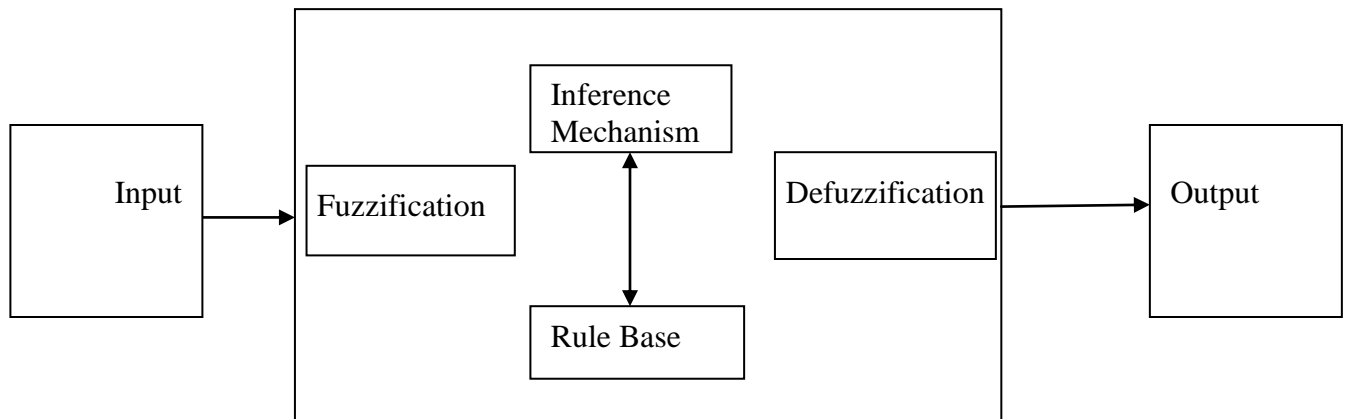 Input
Fuzzification
Inference
Mechanism
Rule Base
Defuzzification
Output